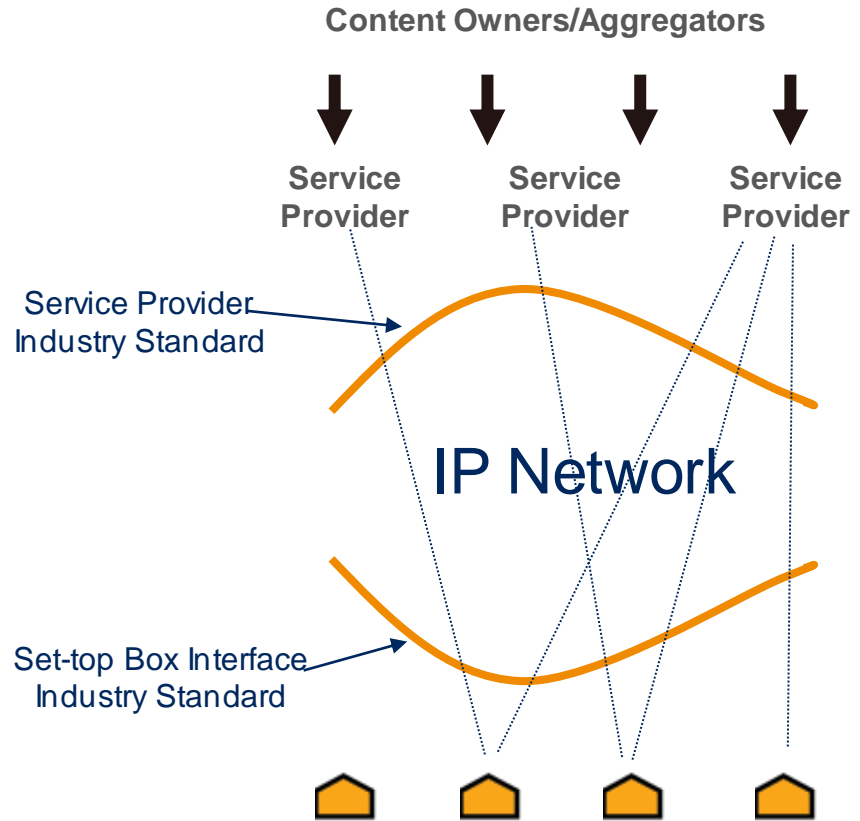 Content Owners/Aggregators
Service
Provider
Service
Provider
Service
Provider
Service Provider
Industry Standard
IP Network
Set-top Box Interface
Industry Standard